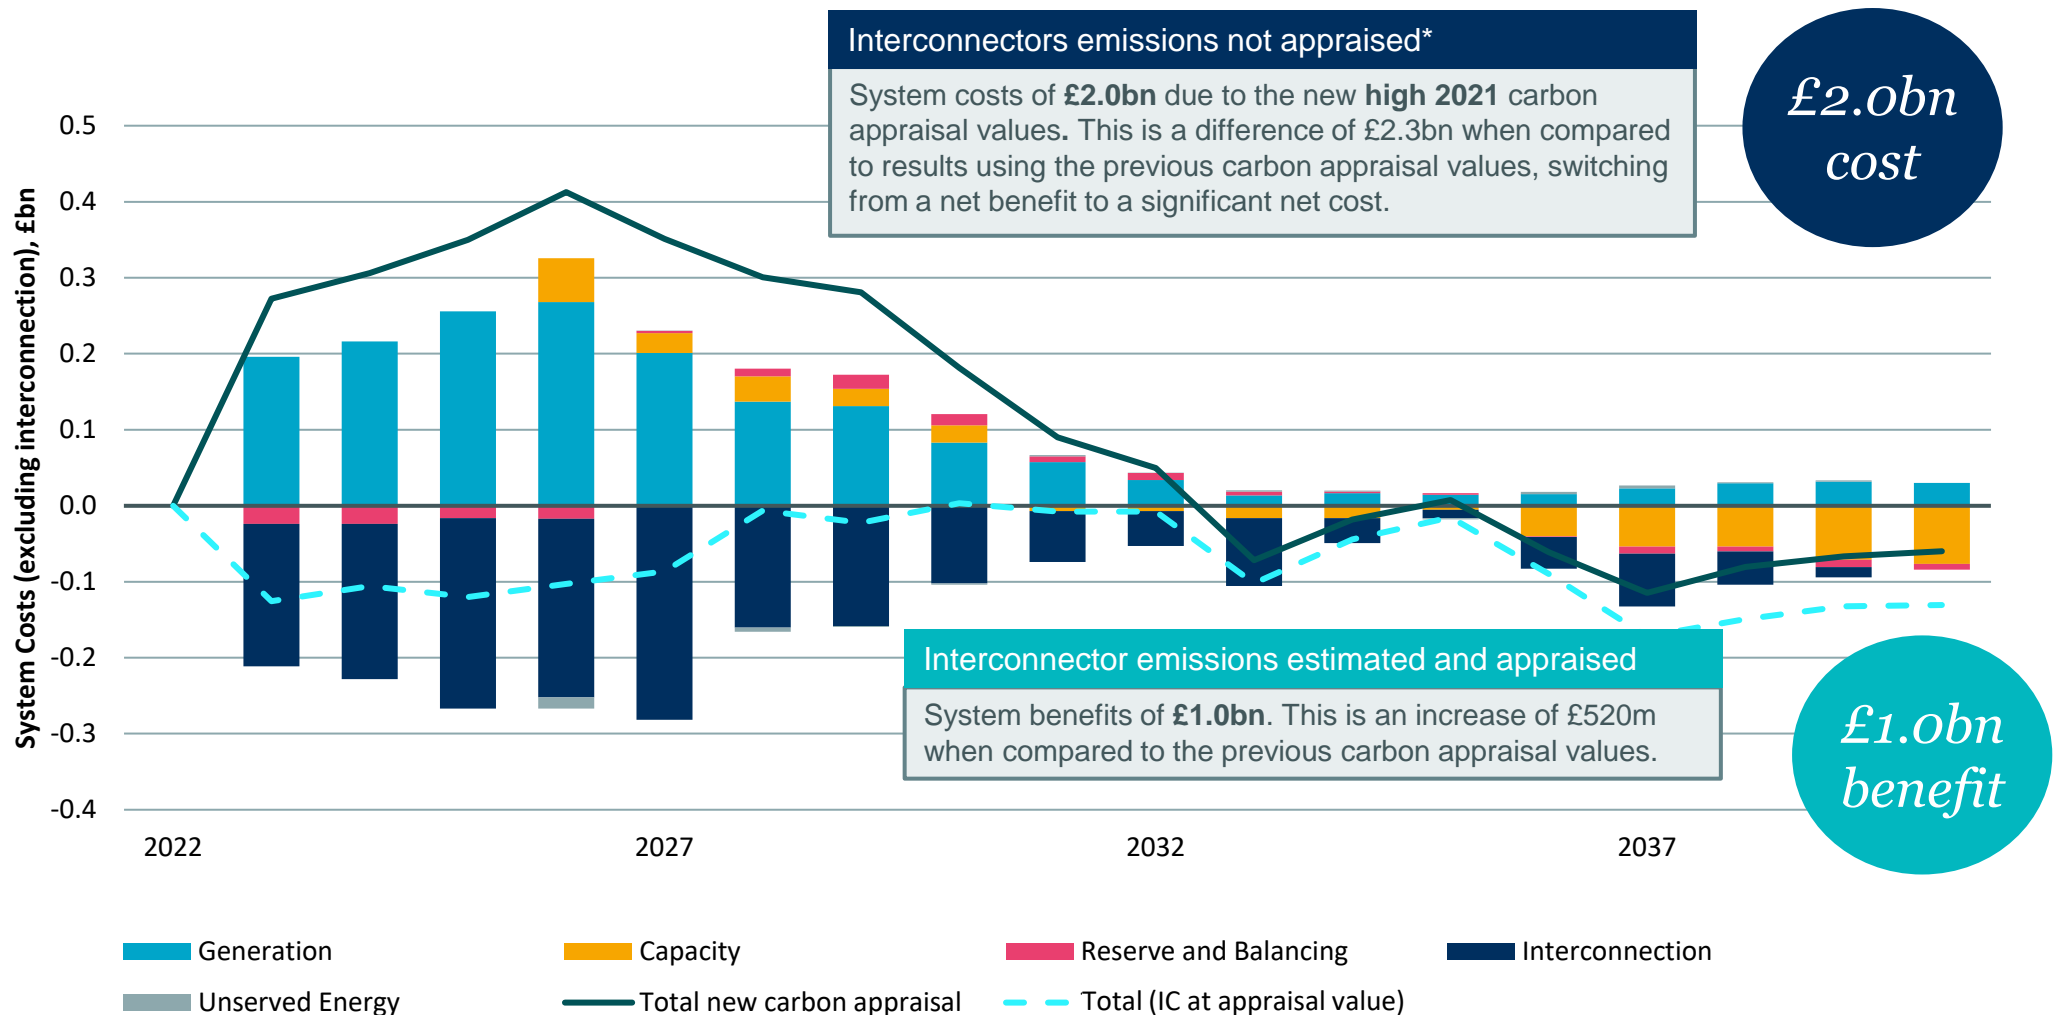 Interconnectors emissions not appraised*
System costs of £2.0bn due to the new high 2021 carbon
appraisal values. This is a difference of £2.3bn when compared
to results using the previous carbon appraisal values, switching
from a net benefit to a significant net cost.
£2.0bn
cost
System Costs (excluding interconnection), £bn
0.5
0.4
0.3
0.2
0.1
0.0
-0.1
-0.2
-0.3
-0.4
Interconnector emissions estimated and appraised
System benefits of £1.0bn. This is an increase of £520m
when compared to the previous carbon appraisal values.
£1.0bn
benefit
2022
2027
2032
2037
Generation
Capacity
Reserve and Balancing
Interconnection
Unserved Energy
Total new carbon appraisal
Total (IC at appraisal value)